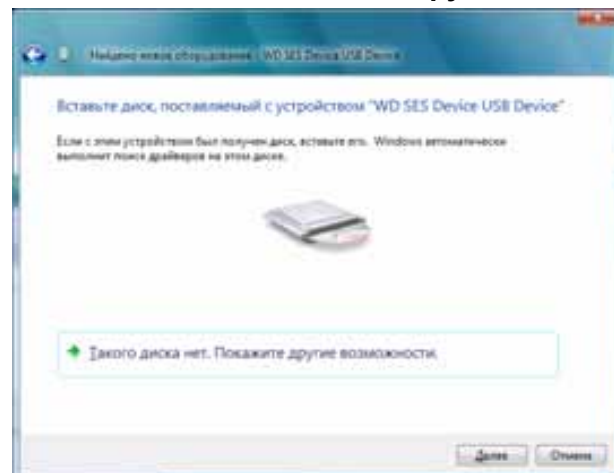 Найдено новое оборудование - WD SES Device USB Device
Вставьте диск, поставляемый с устройством "WD SES Device USB Device"
Если с этим устройством был получен диск, вставьте его. Windows автоматически
выполнит поиск драйверов на этом диске.
Такого диска нет. Покажите другие возможности.
Далее Отмена